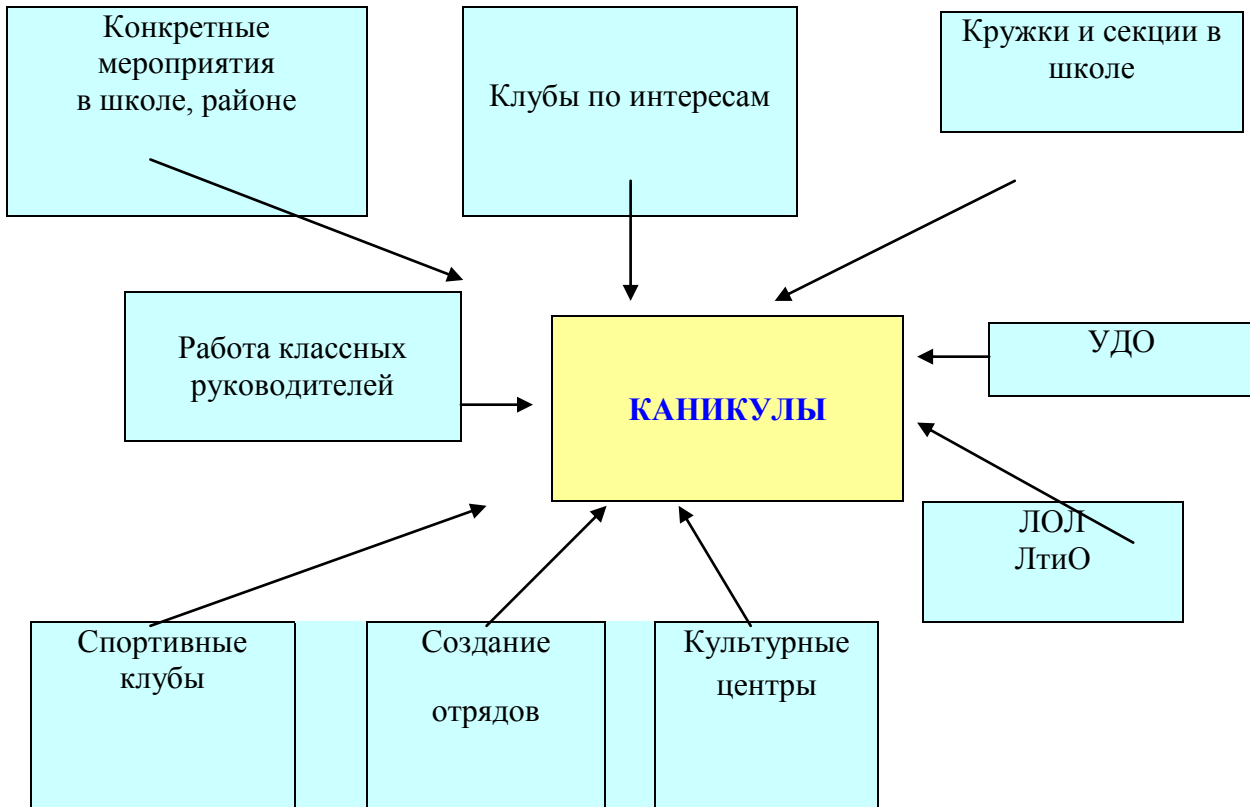 Конкретные
мероприятия
в школе, районе
Клубы по интересам
Кружки и секции в
школе
Работа классных
руководителей
КАНИКУЛЫ
УДО
ЛОЛ
ЛтиО
Спортивные
клубы
Создание
отрядов
Культурные
центры